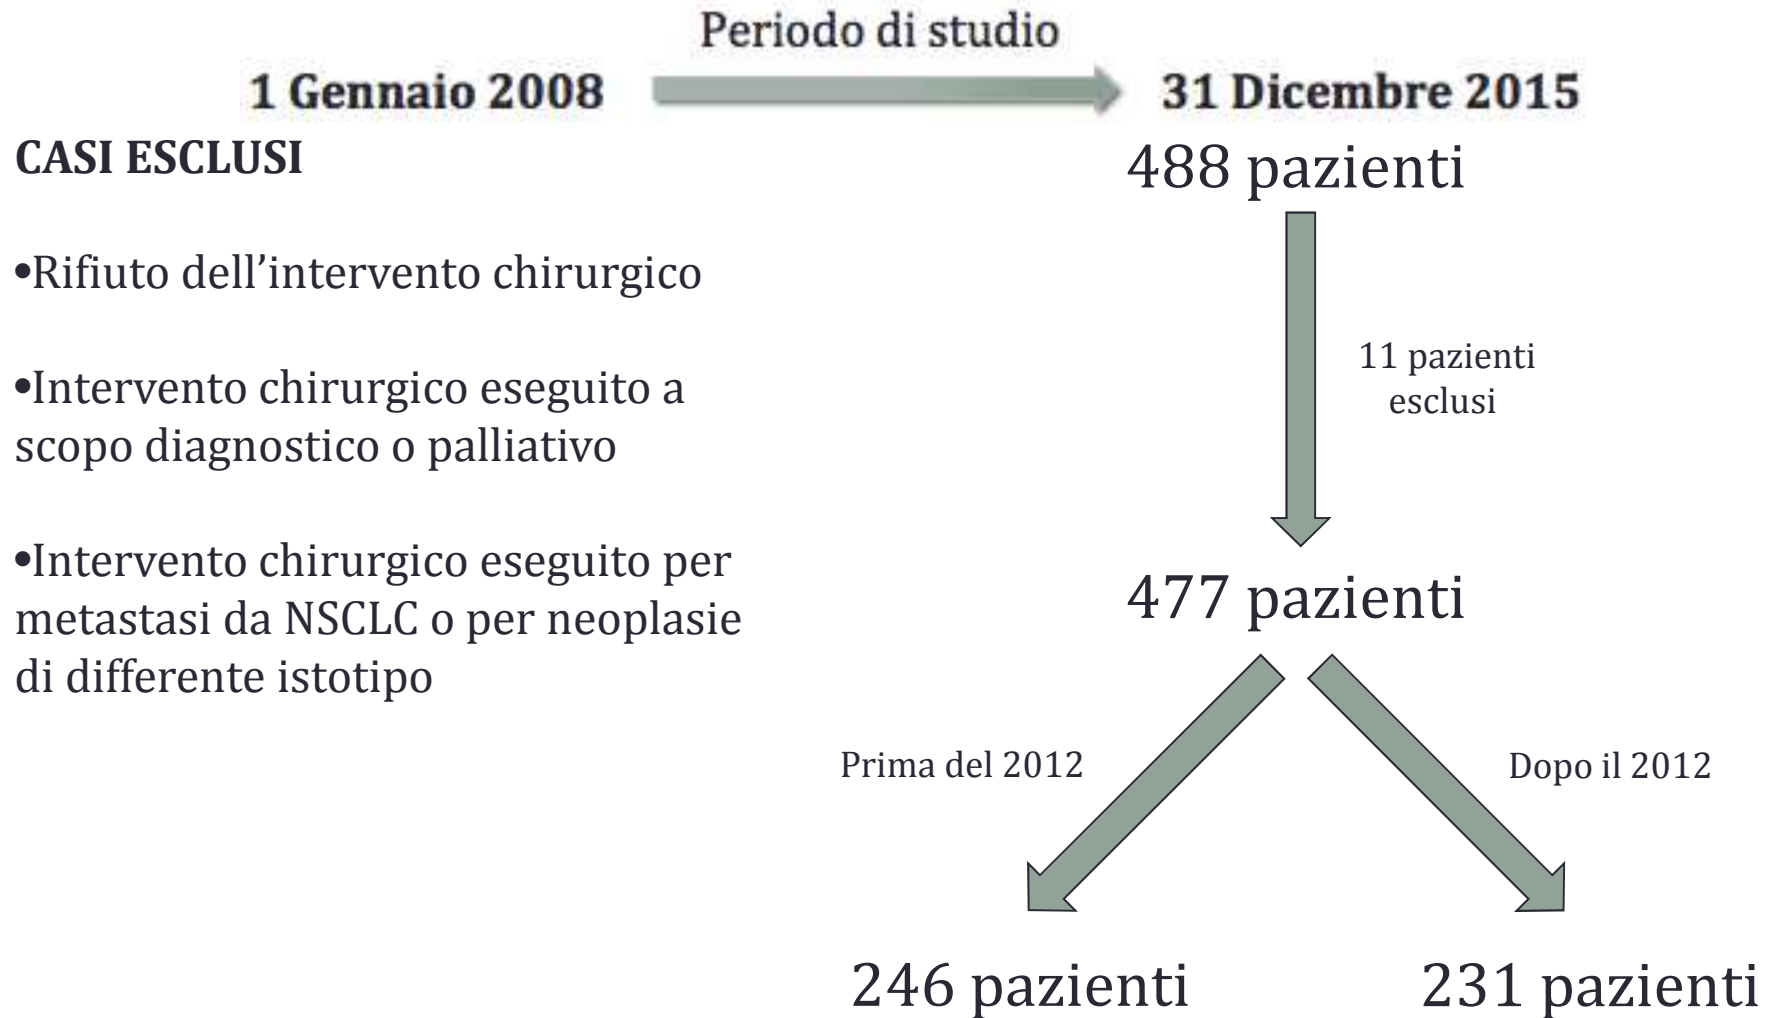 Periodo di studio
1 Gennaio 2008
31 Dicembre 2015
CASI ESCLUSI
•Rifiuto dell’intervento chirurgico
•Intervento chirurgico eseguito a
scopo diagnostico o palliativo
•Intervento chirurgico eseguito per
metastasi da NSCLC o per neoplasie
di differente istotipo
488 pazienti
11 pazienti
esclusi
477 pazienti
Prima del 2012
Dopo il 2012
246 pazienti
231 pazienti